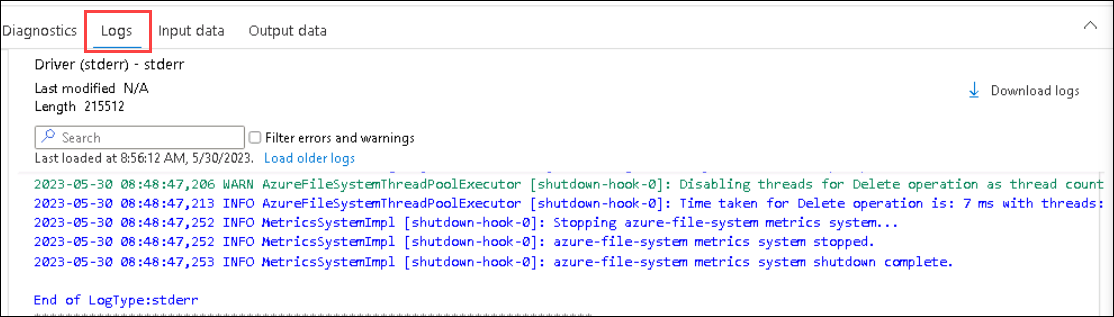 Diagnostics Logs Input data Output data
Driver (stderr) - stderr
Last modified N/A
Length 215512
Download logs
Search
Filter errors and warnings
Last loaded at 8:56:12 AM, 5/30/2023. Load older logs
2023-05-30 08:48:47,206 WARN AzureFileSystemThreadPoolExecutor [shutdown-hook-0]: Disabling threads for Delete operation as thread count
2023-05-30 08:48:47,213 INFO AzureFileSystemThreadPoolExecutor [shutdown-hook-0]: Time taken for Delete operation is: 7 ms with threads:
2023-05-30 08:48:47,252 INFO MetricsSystemImpl [shutdown-hook-0]: Stopping azure-file-system metrics system...
2023-05-30 08:48:47,252 INFO MetricsSystemImpl [shutdown-hook-0]: azure-file-system metrics system stopped.
2023-05-30 08:48:47,253 INFO MetricsSystemImpl [shutdown-hook-0]: azure-file-system metrics system shutdown complete.
End of LogType:stderr